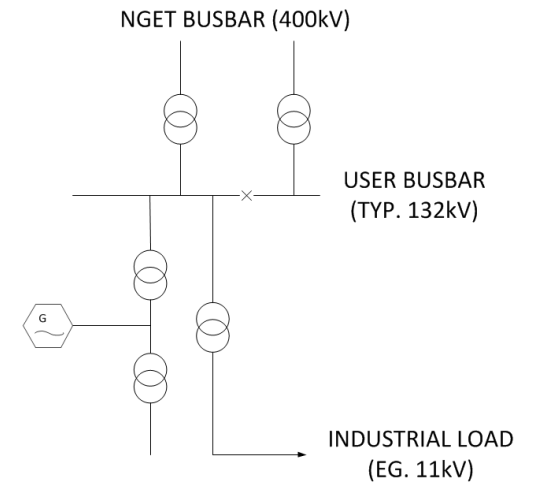 NGET BUSBAR (400kV)
USER BUSBAR
(TYP. 132kV)
G
INDUSTRIAL LOAD
(EG. 11kV)